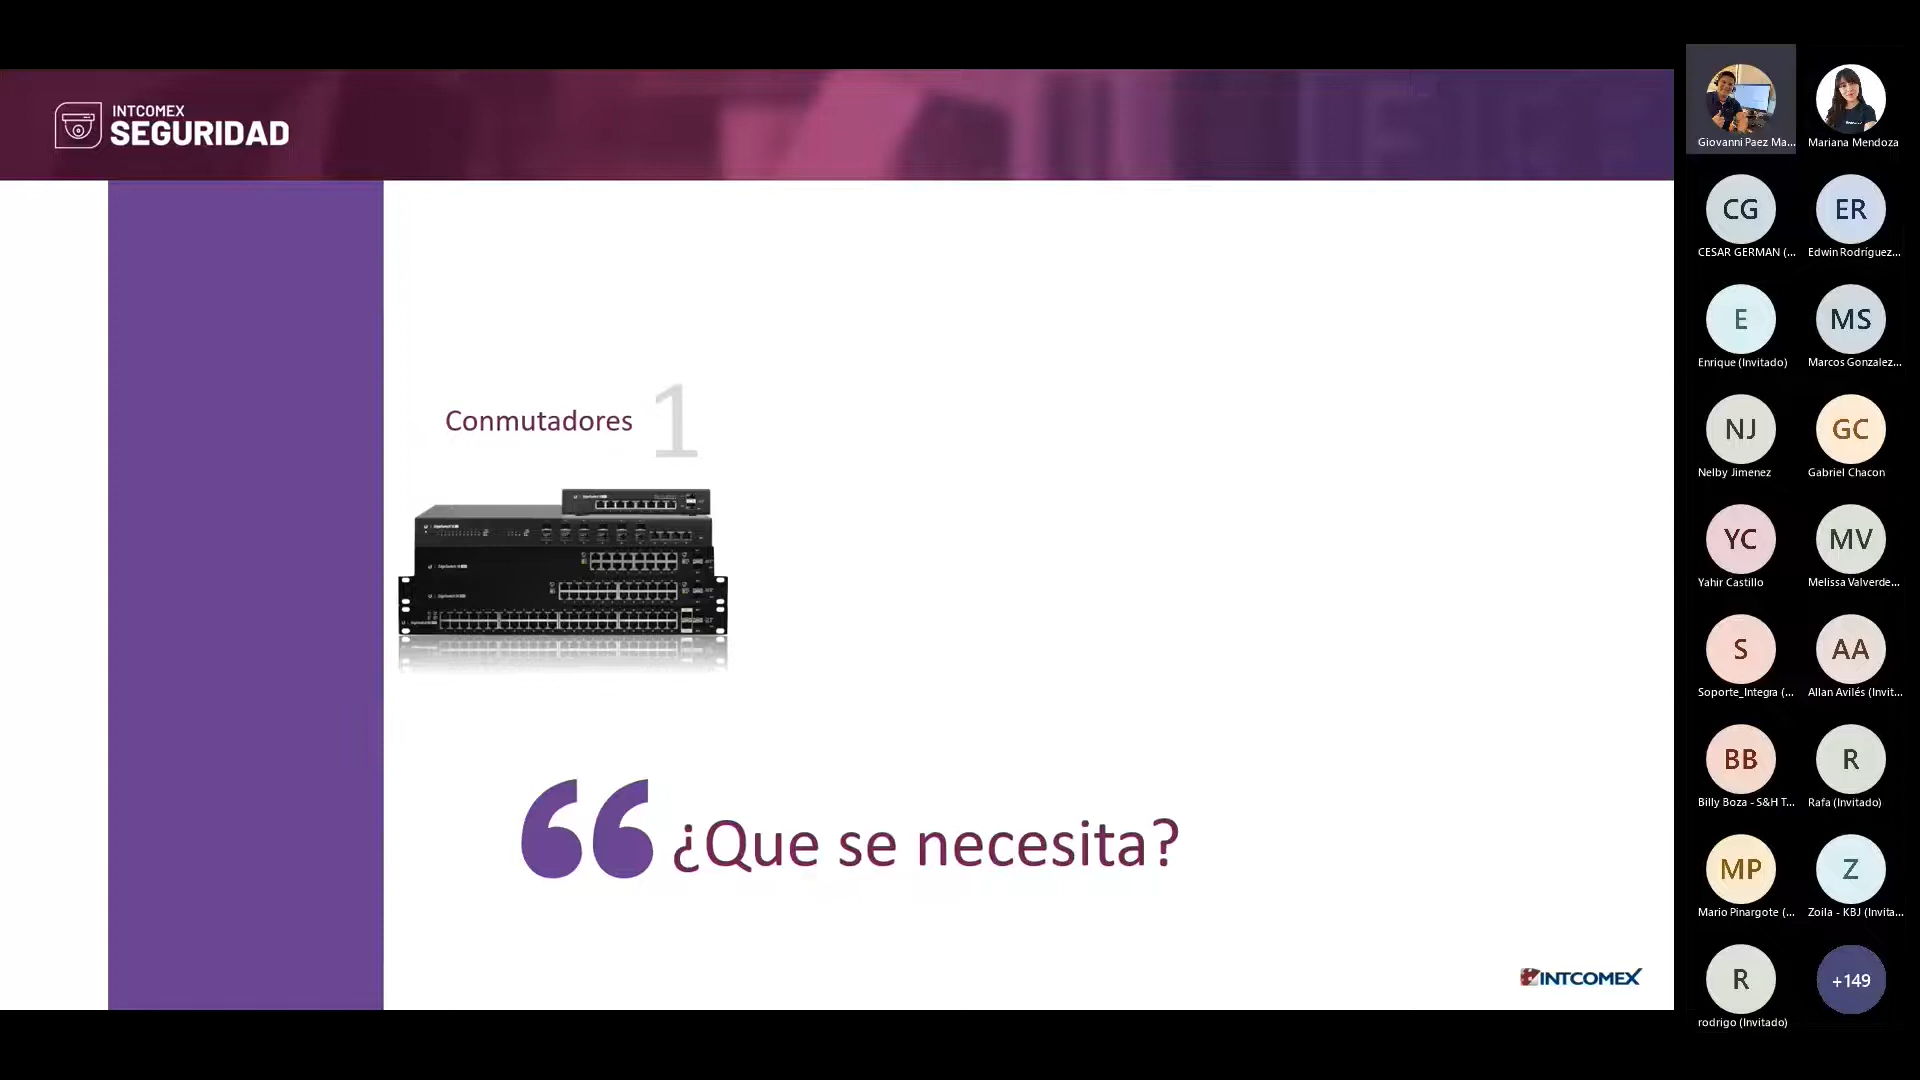 INTCOMEX
SEGURIDAD
Conmutadores 1
“ ¿Que se necesita?
INTCOMEX
Giovanni Paez Ma...
Mariana Mendoza
CG
CESAR GERMAN (...
ER
Edwin Rodríguez...
E
Enrique (Invitado)
MS
Marcos Gonzalez...
NJ
Nelby Jimenez
GC
Gabriel Chacon
YC
Yahir Castillo
MV
Melissa Valverde...
S
Soporte_Integra (...
AA
Allan Avilés (Invit...
BB
Billy Boza - S&H T...
R
Rafa (Invitado)
MP
Mario Pinargote (...
Z
Zoila - KBJ (Invita...
R
rodrigo (Invitado)
+149